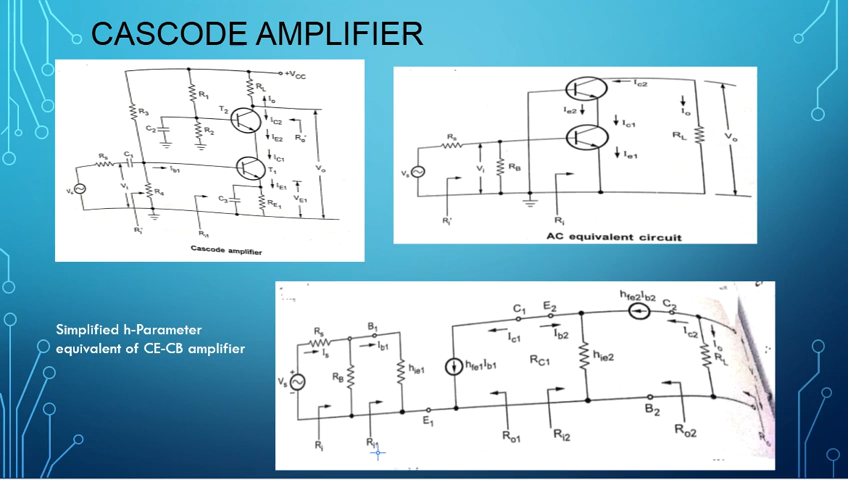 CASCODE AMPLIFIER
+VCC
R3
R1
RL
Io
T2
C2
R2
Ic2
IE2
Ro'
Rs
C1
Ib1
IC1
T1
Vo
Vs
Vi
R4
C3
IE1
RE1
VE1
Ri'
Cascode amplifier
Ic2
Ie2
Ic1
Io
Rs
RL
Vo
Vs
Vi
RB
Ie1
Ri'
Ri
AC equivalent circuit
Simplified h-Parameter
equivalent of CE-CB amplifier
hfe2Ib2
C1
E2
C2
Rs
B1
Ic1
Ib2
Ic2
Is
Ib1
Io
Vs
RB
hie1
hfe1Ib1
RC1
hie2
RL
E1
B2
Ri
Ri1
Ro1
Ri2
Ro2